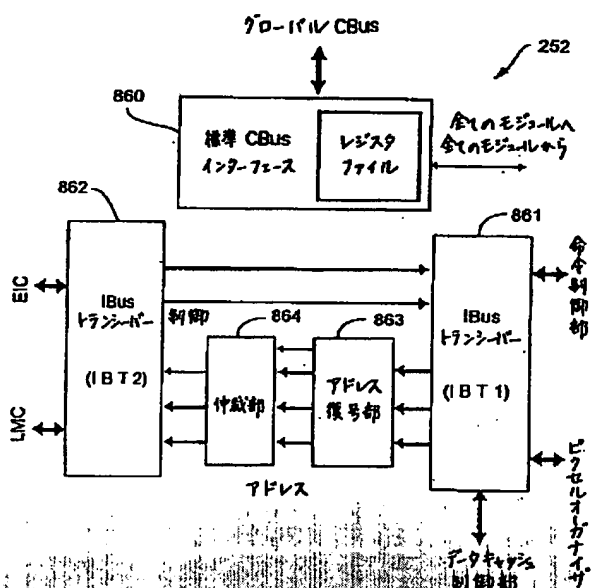 グローバル CBus
252
860
標準 CBus
インターフェース
レジスタ
ファイル
全てのモジュールへ
全てのモジュールから
862
861
EIC
LMC
IBus
トランシーバー
(IBT2)
制御
864
863
仲裁部
アドレス
復号部
アドレス
IBus
トランシーバー
(IBT1)
命令制御部
ピクセルオーガナイザ
データキャッシュ
制御部